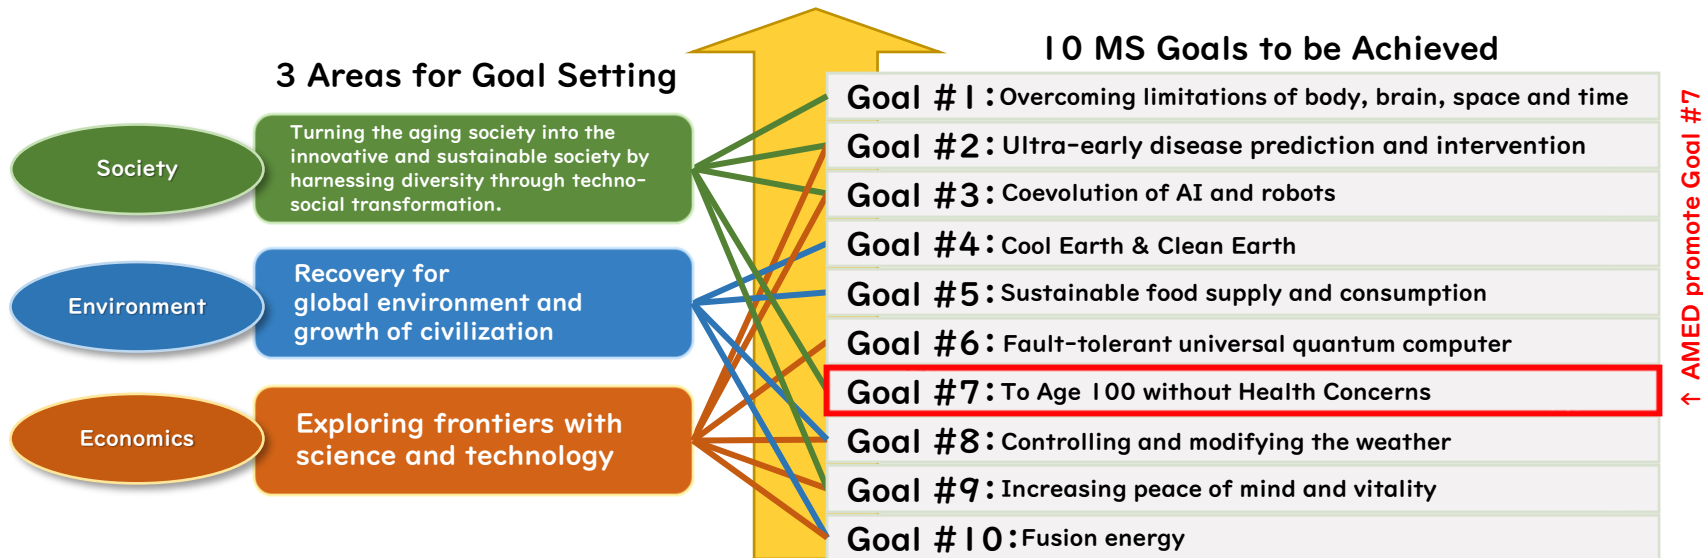 3 Areas for Goal Setting
Society
Turning the aging society into the
innovative and sustainable society by
harnessing diversity through techno-
social transformation.
Environment
Recovery for
global environment and
growth of civilization
Economics
Exploring frontiers with
science and technology
10 MS Goals to be Achieved
Goal #1:Overcoming limitations of body, brain, space and time
Goal #2:Ultra-early disease prediction and intervention
Goal #3:Coevolution of AI and robots
Goal #4:Cool Earth & Clean Earth
Goal #5:Sustainable food supply and consumption
Goal #6:Fault-tolerant universal quantum computer
Goal #7:To Age 100 without Health Concerns
Goal #8:Controlling and modifying the weather
Goal #9:Increasing peace of mind and vitality
Goal #10:Fusion energy
↑ AMED promote Goal #7